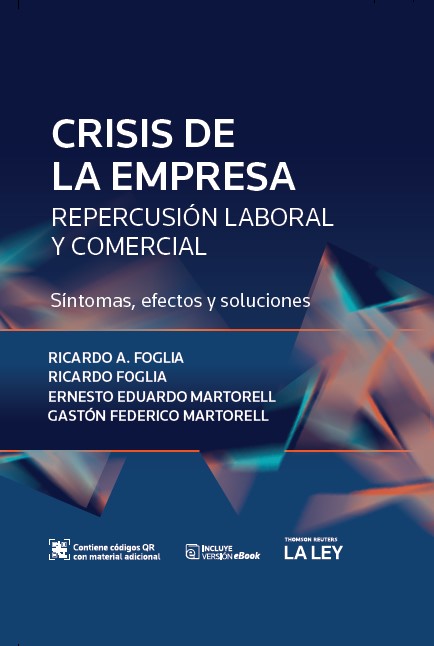 CRISIS DE
LA EMPRESA
REPERCUSIÓN LABORAL
Y COMERCIAL
Síntomas, efectos y soluciones
RICARDO A. FOGLIA
RICARDO FOGLIA
ERNESTO EDUARDO MARTORELL
GASTÓN FEDERICO MARTORELL
Contiene códigos QR
con material adicional
INCLUYE
VERSIÓN eBook
THOMSON REUTERS
LA LEY